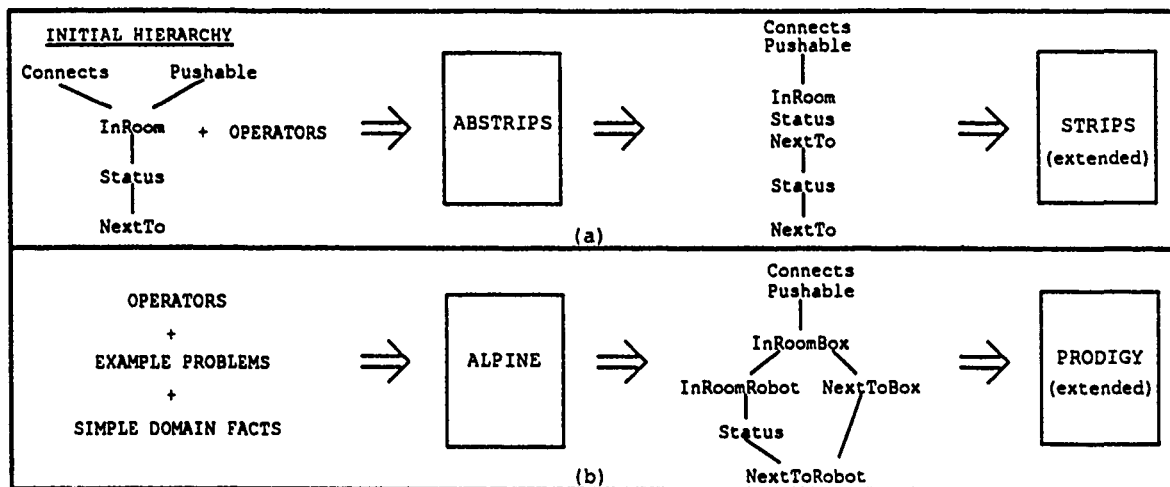 INITIAL HIERARCHY
Connects Pushable
InRoom + OPERATORS
Status
NextTo
ABSTRIPS
Connects
Pushable
InRoom
Status
NextTo
Status
NextTo
STRIPS
(extended)
(a)
OPERATORS
+
EXAMPLE PROBLEMS
+
SIMPLE DOMAIN FACTS
ALPINE
Connects
Pushable
InRoomBox
InRoomRobot NextToBox
Status
NextToRobot
PRODIGY
(extended)
(b)